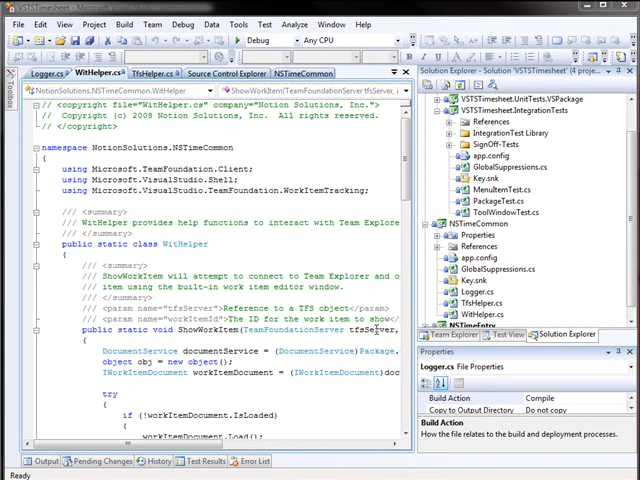 VSTSTimesheet
File Edit View Project Build Team Debug Data Tools Test Analyze Window Help
Debug Any CPU
Logger.cs WitHelper.cs TfsHelper.cs Source Control Explorer NSTimeCommon
NotionSolutions.NSTimeCommon.WitHelper ShowWorkItem(TeamFoundationServer tfsServer,
// <copyright file="WitHelper.cs" company="Notion Solutions, Inc.">
// Copyright (c) 2008 Notion Solutions, Inc. All rights reserved.
// </copyright>
namespace NotionSolutions.NSTimeCommon
{
using Microsoft.TeamFoundation.Client;
using Microsoft.VisualStudio.Shell;
using Microsoft.VisualStudio.TeamFoundation.WorkItemTracking;
/// <summary>
/// WitHelper provides help functions to interact with Team Explore
/// </summary>
public static class WitHelper
{
/// <summary>
/// ShowWorkItem will attempt to connect to Team Explorer and o
/// item using the built-in work item editor window.
/// </summary>
/// <param name="tfsServer">Reference to a TFS object</param>
/// <param name="workItemId">The ID for the work item to show</
public static void ShowWorkItem(TeamFoundationServer tfsServer,
{
DocumentService documentService = (DocumentService)Package.
object obj = new object();
IWorkItemDocument workItemDocument = (IWorkItemDocument)doc
try
{
if (!workItemDocument.IsLoaded)
{
workItemDocument.Load();
Toolbox
Solution Explorer - Solution 'VSTSTimesheet' (4 proje...
VSTSTimesheet.UnitTests.VSPackage
VSTSTimesheet.IntegrationTests
References
IntegrationTest Library
SignOff-Tests
app.config
GlobalSuppressions.cs
Key.snk
MenuItemTest.cs
PackageTest.cs
ToolWindowTest.cs
NSTimeCommon
Properties
References
app.config
GlobalSuppressions.cs
Key.snk
Logger.cs
TfsHelper.cs
WitHelper.cs
NSTimeEntry
Team Explorer Test View Solution Explorer
Properties
Logger.cs File Properties
Build Action Compile
Copy to Output Directory Do not copy
Build Action
How the file relates to the build and deployment processes.
Output Pending Changes History Test Results Error List
Ready